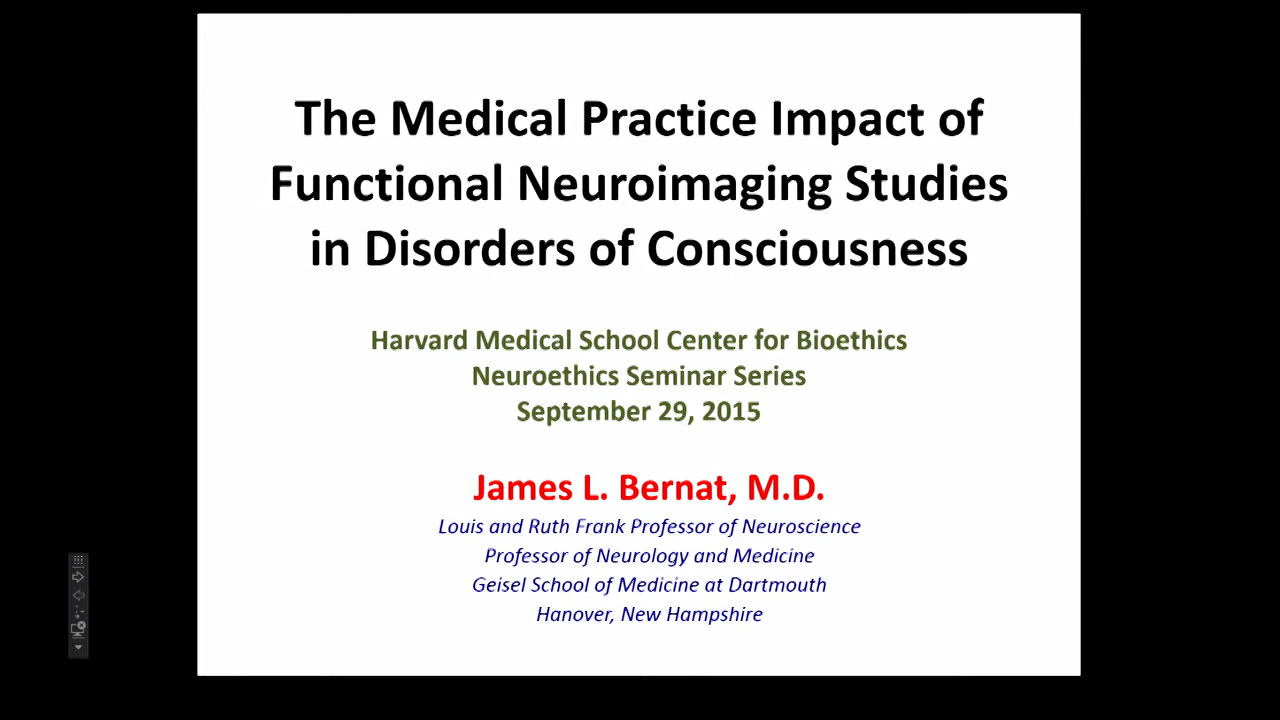 The Medical Practice Impact of
Functional Neuroimaging Studies
in Disorders of Consciousness
Harvard Medical School Center for Bioethics
Neuroethics Seminar Series
September 29, 2015
James L. Bernat, M.D.
Louis and Ruth Frank Professor of Neuroscience
Professor of Neurology and Medicine
Geisel School of Medicine at Dartmouth
Hanover, New Hampshire